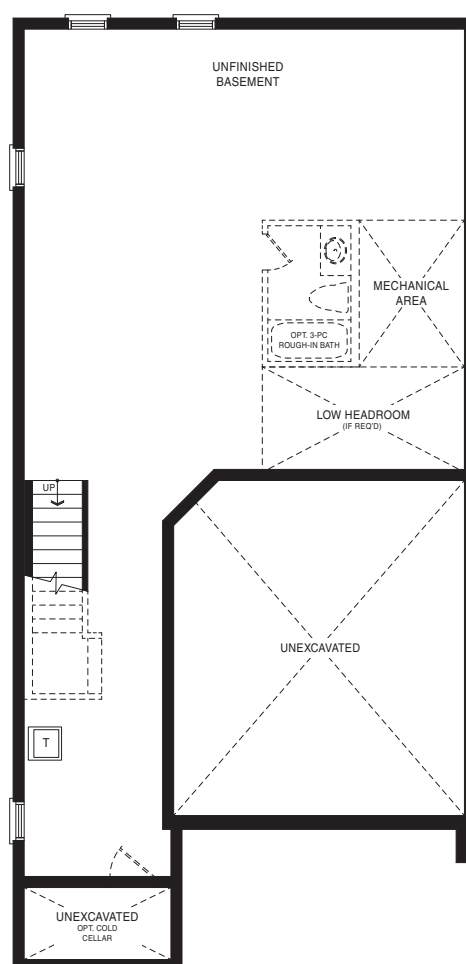 UNFINISHED
BASEMENT
MECHANICAL
AREA
OPT. 3-PC
ROUGH-IN BATH
LOW HEADROOM
(IF REQ'D)
UP
UNEXCAVATED
T
UNEXCAVATED
OPT. COLD
CELLAR